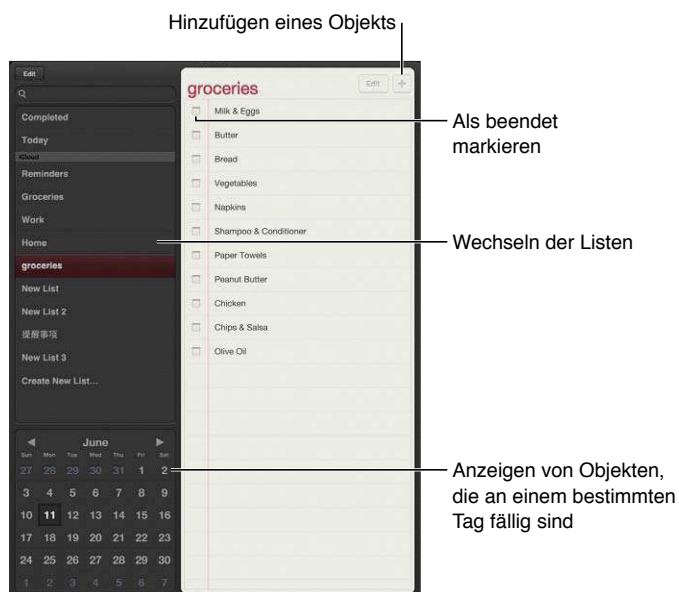 Hinzufügen eines Objekts
Edit
Completed
Today
iCloud
Reminders
Groceries
Work
Home
groceries
New List
New List 2
提醒事项
New List 3
Create New List...
June
Sun Mon Tue Wed Thu Fri Sat
27 28 29 30 31 1 2
3 4 5 6 7 8 9
10 11 12 13 14 15 16
17 18 19 20 21 22 23
24 25 26 27 28 29 30
1 2 3 4 5 6 7
groceries
Edit +
Milk & Eggs
Butter
Bread
Vegetables
Napkins
Shampoo & Conditioner
Paper Towels
Peanut Butter
Chicken
Chips & Salsa
Olive Oil
Als beendet
markieren
Wechseln der Listen
Anzeigen von Objekten,
die an einem bestimmten
Tag fällig sind